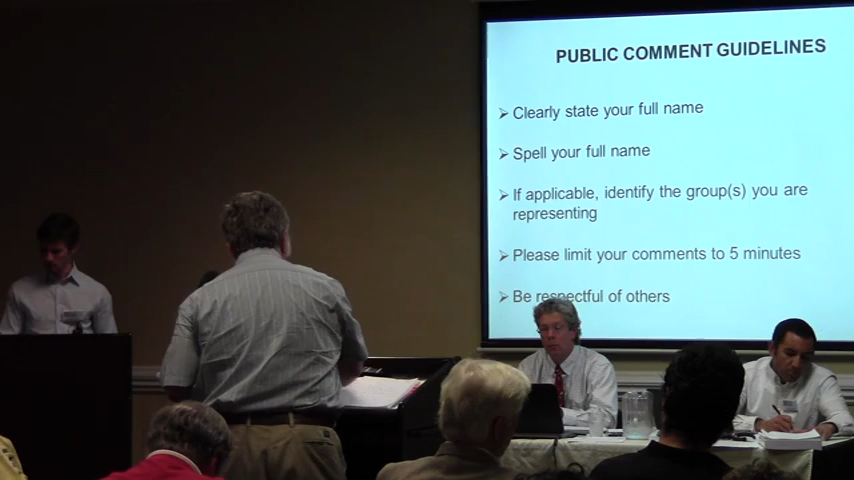 PUBLIC COMMENT GUIDELINES
➢ Clearly state your full name
➢ Spell your full name
➢ If applicable, identify the group(s) you are
representing
➢ Please limit your comments to 5 minutes
➢ Be respectful of others